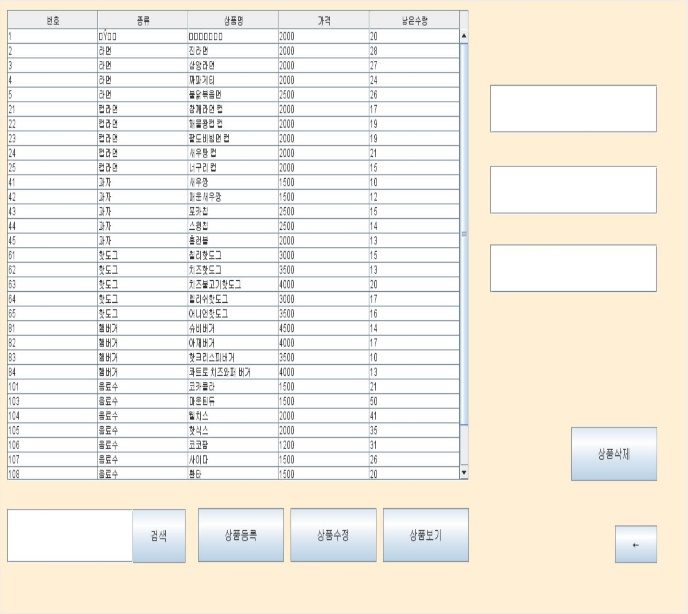 번호 종류 상품명 가격 남은수량
1 2000 20
2 라면 진라면 2000 28
3 라면 삼양라면 2000 27
4 라면 짜파게티 2000 24
5 라면 불닭볶음면 2500 26
21 컵라면 참깨라면 컵 2000 17
22 컵라면 해물짬컵 컵 2000 19
23 컵라면 팔도비빔면 컵 2000 19
24 컵라면 새우탕 컵 2000 21
25 컵라면 너구리 컵 2000 15
41 과자 새우깡 1500 10
42 과자 매운새우깡 1500 12
43 과자 포카칩 2500 15
44 과자 스윙칩 2500 14
45 과자 홈런볼 2000 13
61 핫도그 칠리핫도그 3000 15
62 핫도그 치즈핫도그 3500 13
63 핫도그 치즈불고기핫도그 4000 20
64 핫도그 렐리쉬핫도그 3000 17
65 핫도그 어니언핫도그 3500 16
81 햄버거 슈비버거 4500 14
82 햄버거 아재버거 4000 17
83 햄버거 핫크리스피버거 3500 10
84 햄버거 콰트로 치즈와퍼 버거 4000 13
101 음료수 코카콜라 1500 21
103 음료수 마운틴듀 1500 50
104 음료수 웰치스 2000 41
105 음료수 핫식스 2000 35
106 음료수 코코팜 1200 31
107 음료수 사이다 1500 26
108 음료수 환타 1500 20
상품삭제
검색 상품등록 상품수정 상품보기
←